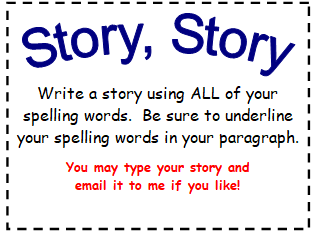 Story, Story
Write a story using ALL of your
spelling words. Be sure to underline
your spelling words in your paragraph.
You may type your story and
email it to me if you like!